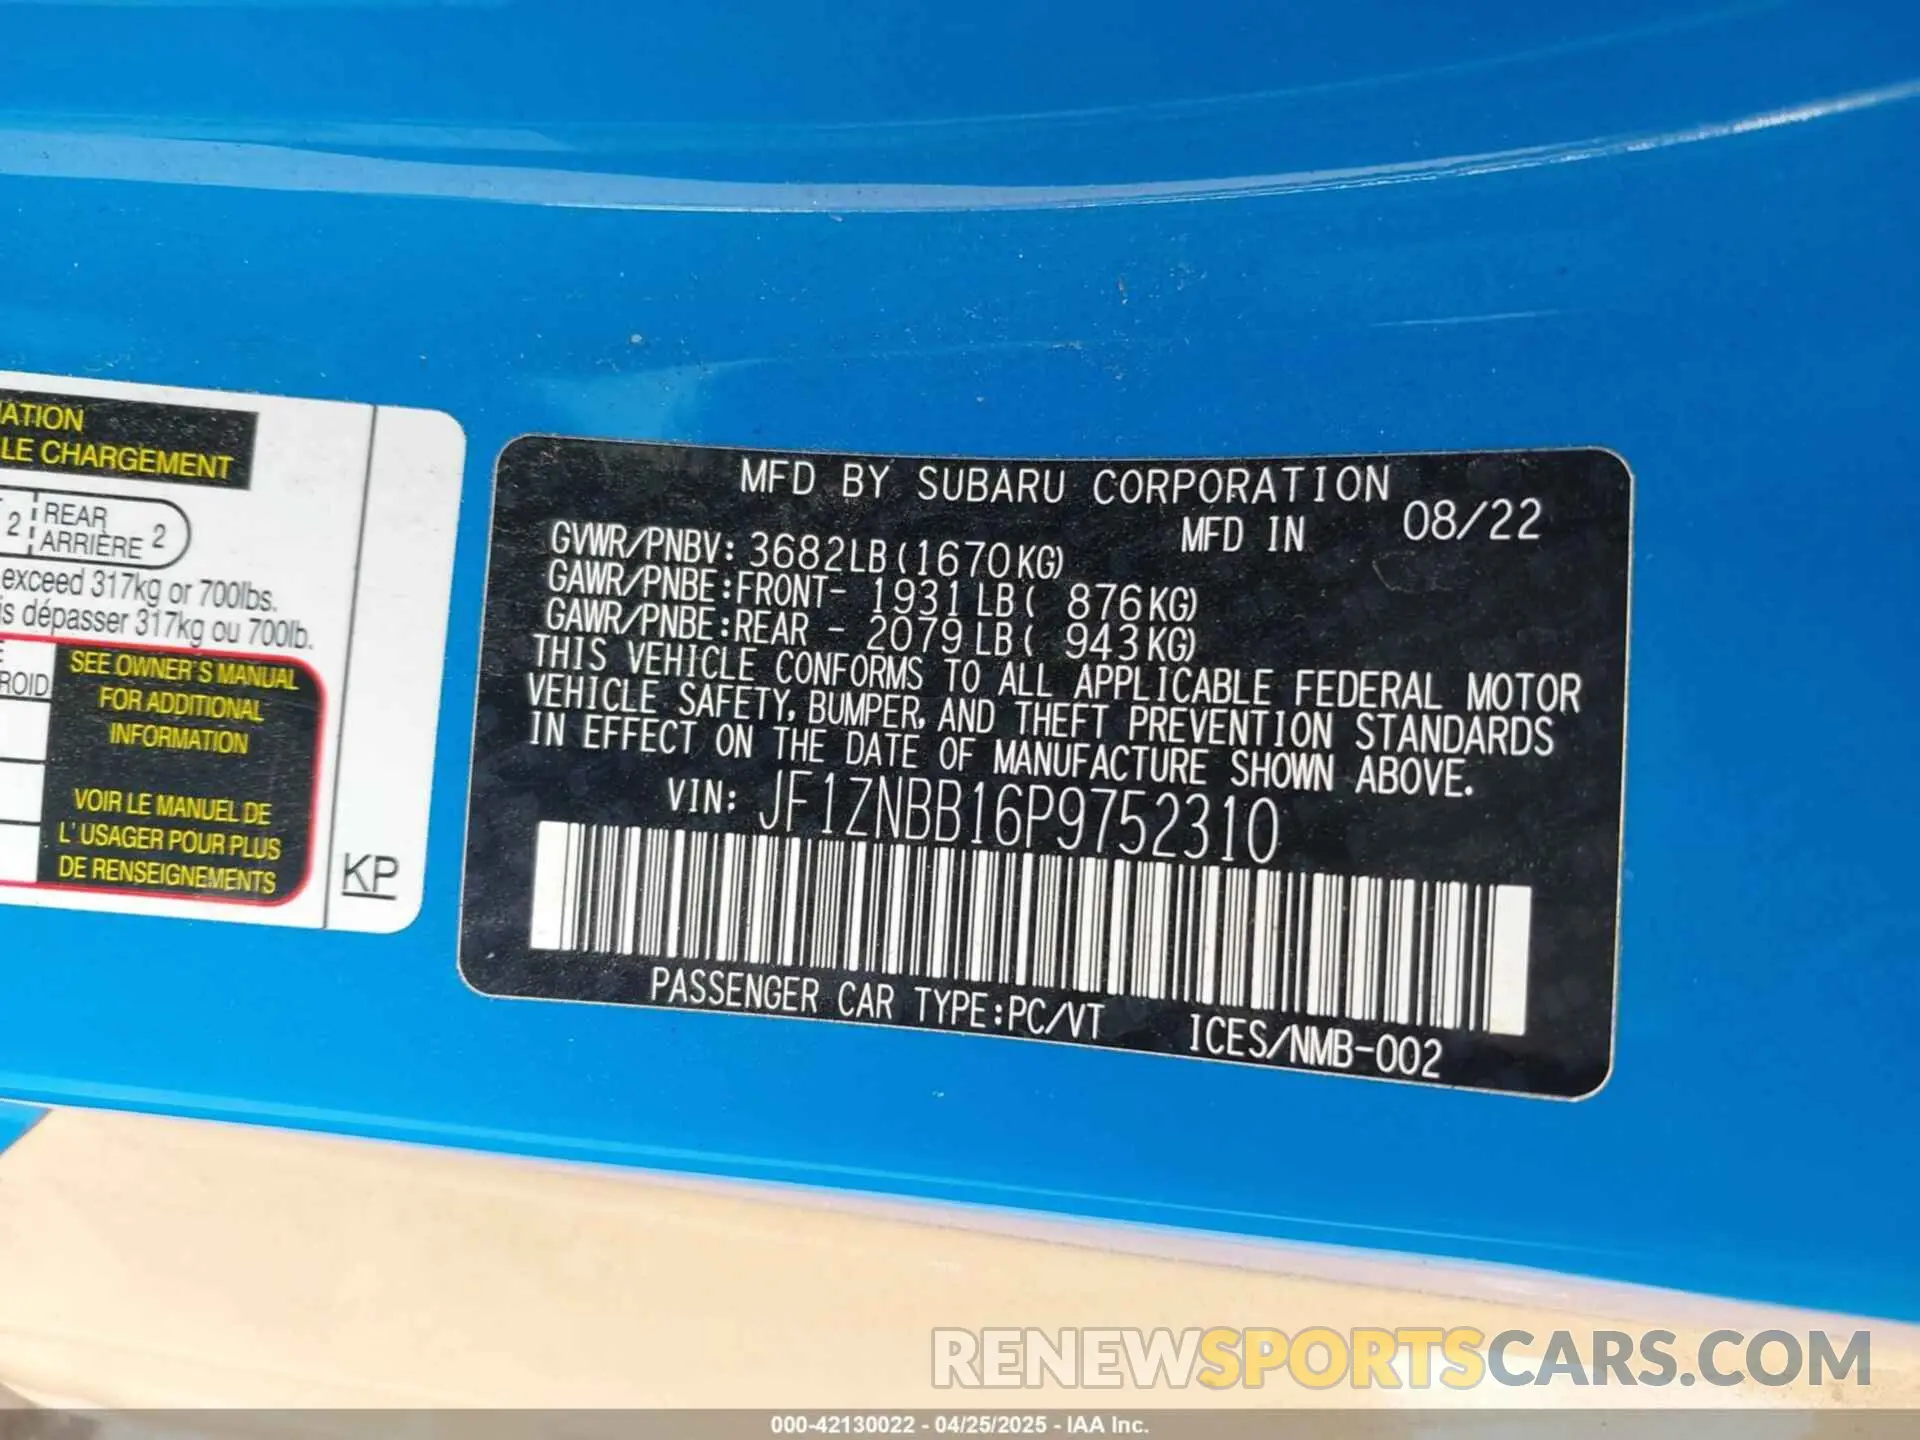 ATION
LE CHARGEMENT
2 REAR
ARRIÈRE 2
exceed 317kg or 700lbs.
is dépasser 317kg ou 700lb.
ROID
SEE OWNER'S MANUAL
FOR ADDITIONAL
INFORMATION
VOIR LE MANUEL DE
L'USAGER POUR PLUS
DE RENSEIGNEMENTS
KP
MFD BY SUBARU CORPORATION
MFD IN 08/22
GVWR/PNBV: 3682LB(1670KG)
GAWR/PNBE:FRONT- 1931LB( 876KG)
GAWR/PNBE:REAR - 2079LB( 943KG)
THIS VEHICLE CONFORMS TO ALL APPLICABLE FEDERAL MOTOR
VEHICLE SAFETY, BUMPER, AND THEFT PREVENTION STANDARDS
IN EFFECT ON THE DATE OF MANUFACTURE SHOWN ABOVE.
VIN: JF1ZNBB16P9752310
PASSENGER CAR TYPE:PC/VT ICES/NMB-002
RENEWSPORTSCARS.COM
000-42130022 - 04/25/2025 - IAA Inc.